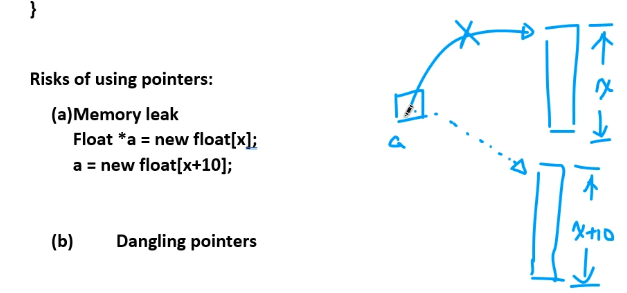 }
Risks of using pointers:
(a)Memory leak
Float *a = new float[x];
a = new float[x+10];
(b) Dangling pointers
a
x
x+10